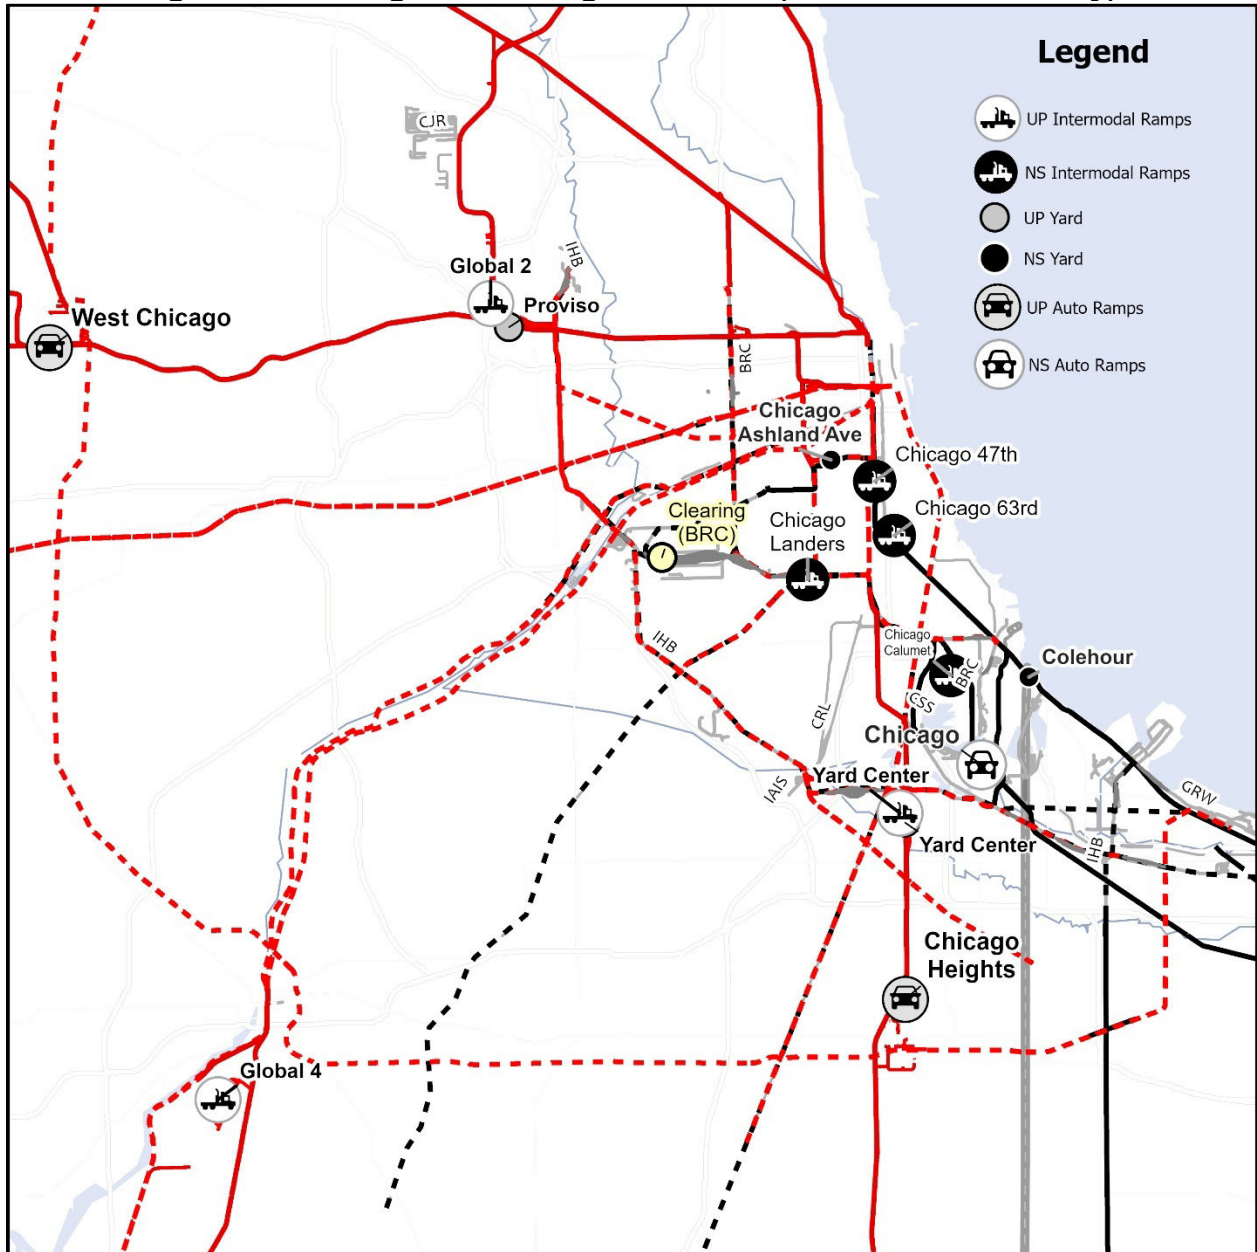 Legend
UP Intermodal Ramps
NS Intermodal Ramps
UP Yard
NS Yard
UP Auto Ramps
NS Auto Ramps
CJR
IHB
Global 2
Proviso
West Chicago
BRC
Chicago
Ashland Ave
Chicago 47th
Clearing
(BRC)
Chicago
Landers
Chicago 63rd
IHB
Chicago
Calumet
BRC
Colehour
CSS
CRL
Chicago
IAIS
Yard Center
GRW
Yard Center
IHB
Chicago
Heights
Global 4